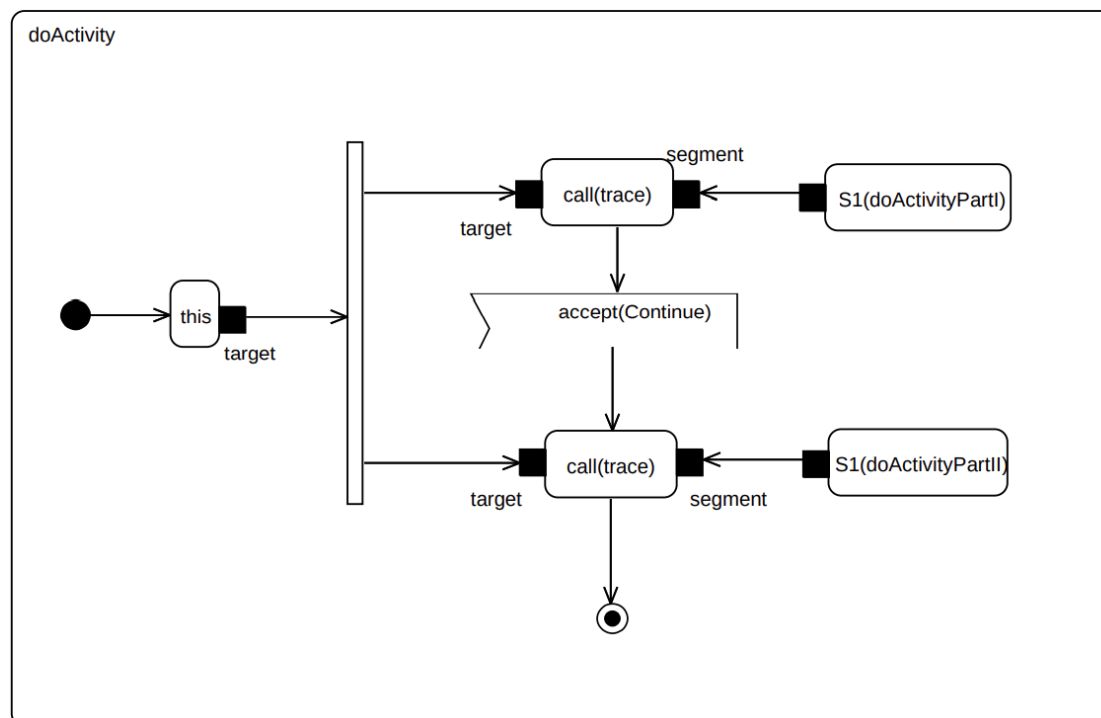 doActivity
segment
call(trace)
S1(doActivityPartI)
target
accept(Continue)
this
target
call(trace)
S1(doActivityPartII)
target
segment